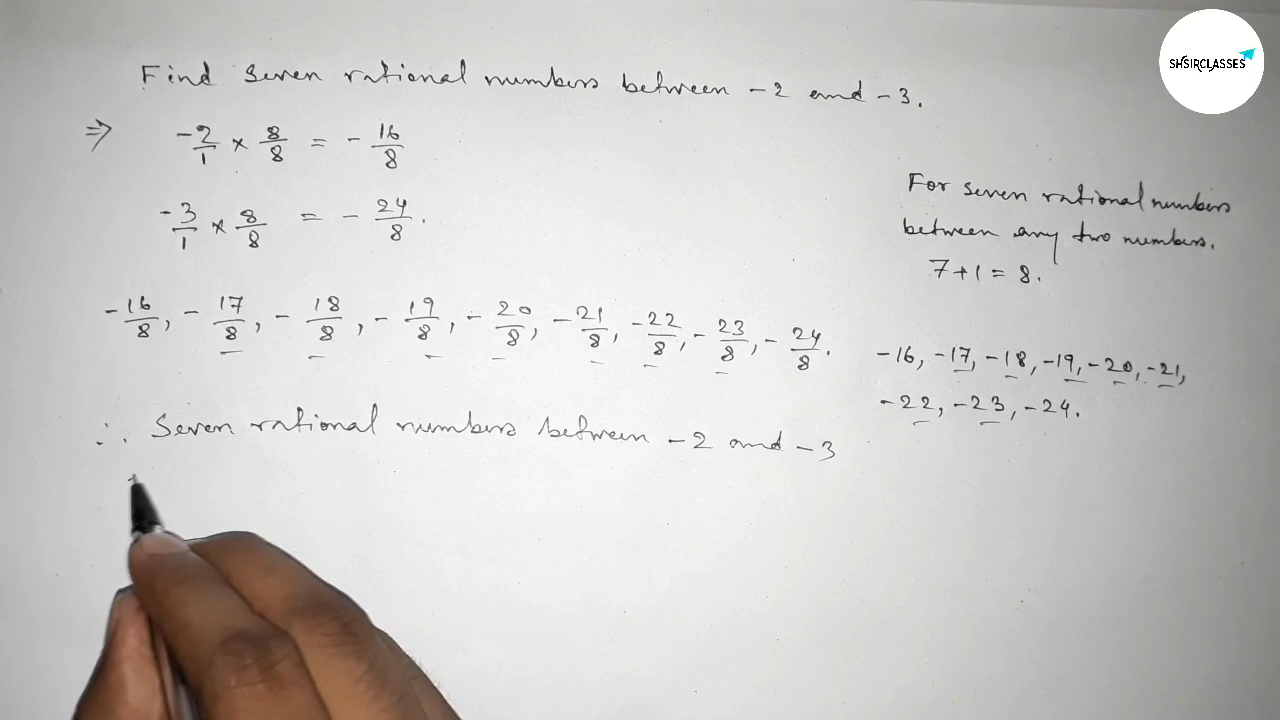 SHSIRCLASSES
Find seven rational numbers between -2 and -3.
⇒ -2/1 × 8/8 = - 16/8
-3/1 × 8/8 = - 24/8.
For seven rational numbers
between any two numbers.
7+1 = 8.
-16/8, - 17/8, - 18/8, - 19/8, - 20/8, - 21/8, - 22/8, - 23/8, - 24/8.
-16, -17, -18, -19, -20, -21,
-22, -23, -24.
∴ Seven rational numbers between -2 and -3